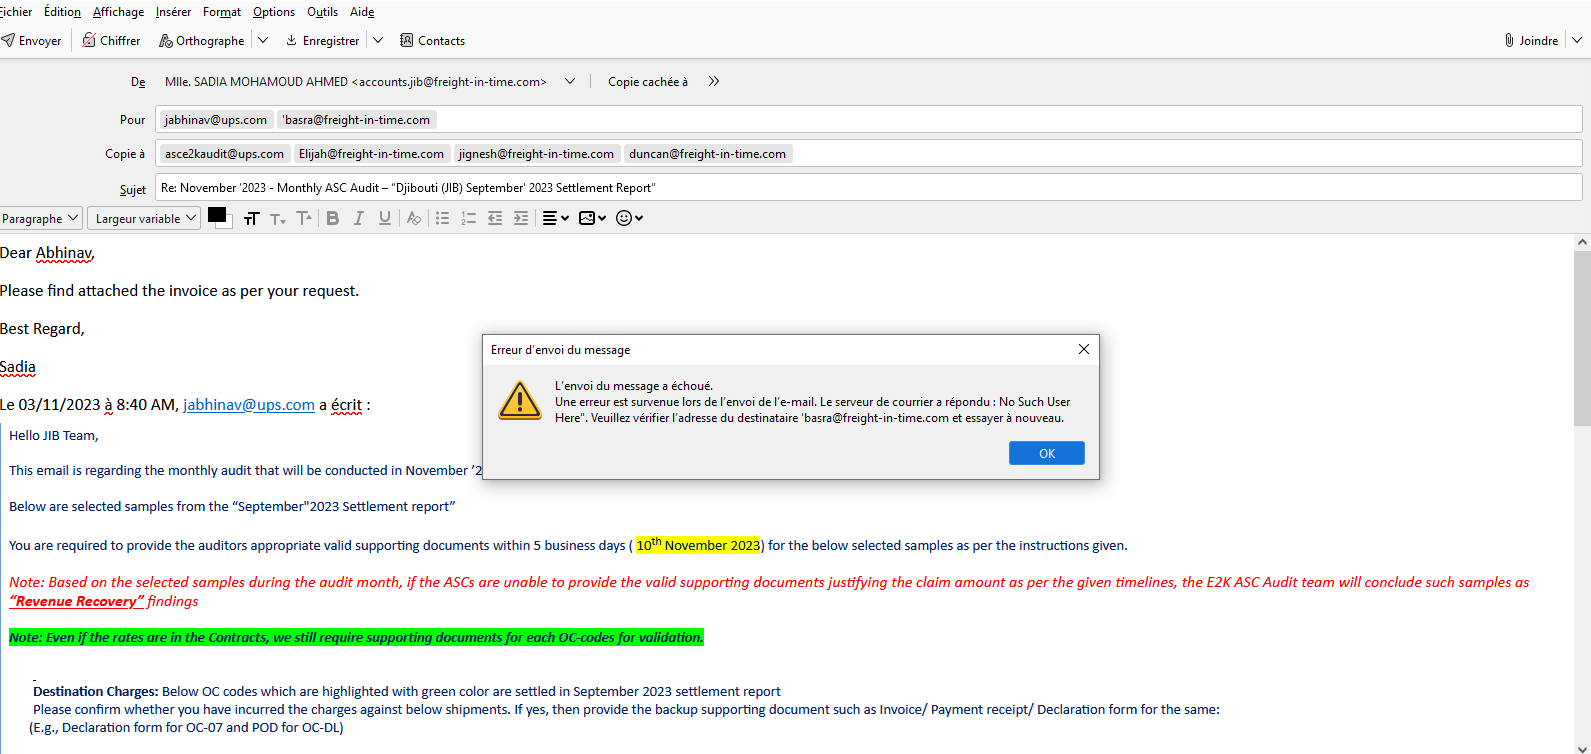 Fichier Édition Affichage Insérer Format Options Outils Aide
Envoyer Chiffrer Orthographe Enregistrer Contacts Joindre
De Mlle. SADIA MOHAMOUD AHMED <accounts.jib@freight-in-time.com> Copie cachée à »
Pour jabhinav@ups.com 'basra@freight-in-time.com
Copie à asce2kaudit@ups.com Elijah@freight-in-time.com jignesh@freight-in-time.com duncan@freight-in-time.com
Sujet Re: November '2023 - Monthly ASC Audit – “Djibouti (JIB) September' 2023 Settlement Report”
Paragraphe Largeur variable
Dear Abhinav,
Please find attached the invoice as per your request.
Best Regard,
Sadia
Le 03/11/2023 à 8:40 AM, jabhinav@ups.com a écrit :
Hello JIB Team,
This email is regarding the monthly audit that will be conducted in November ’2
Below are selected samples from the “September"2023 Settlement report”
You are required to provide the auditors appropriate valid supporting documents within 5 business days ( 10th November 2023) for the below selected samples as per the instructions given.
Note: Based on the selected samples during the audit month, if the ASCs are unable to provide the valid supporting documents justifying the claim amount as per the given timelines, the E2K ASC Audit team will conclude such samples as
“Revenue Recovery” findings
Note: Even if the rates are in the Contracts, we still require supporting documents for each OC-codes for validation.
Destination Charges: Below OC codes which are highlighted with green color are settled in September 2023 settlement report
Please confirm whether you have incurred the charges against below shipments. If yes, then provide the backup supporting document such as Invoice/ Payment receipt/ Declaration form for the same:
(E.g., Declaration form for OC-07 and POD for OC-DL)
Erreur d’envoi du message
L’envoi du message a échoué.
Une erreur est survenue lors de l’envoi de l’e-mail. Le serveur de courrier a répondu : No Such User
Here". Veuillez vérifier l’adresse du destinataire 'basra@freight-in-time.com et essayer à nouveau.
OK